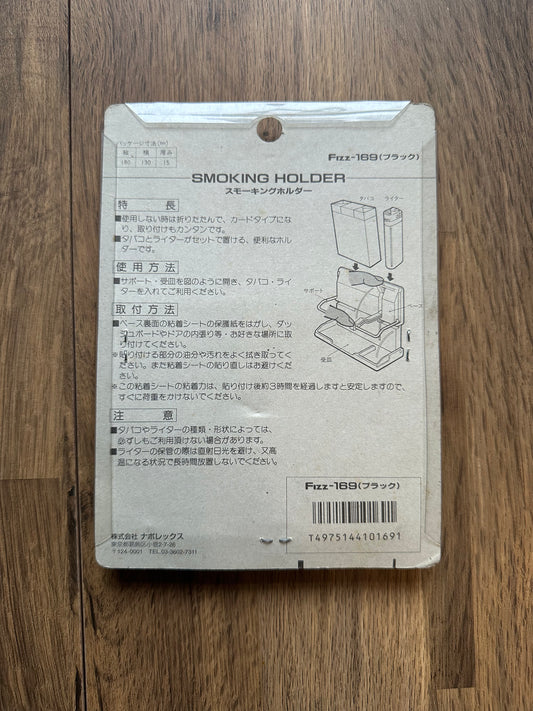 パッケージ寸法(㎜)
縦 横 厚み
180 130 15
Fizz-169(ブラック)
SMOKING HOLDER
スモーキングホルダー
特長
■使用しない時は折りたたんで、カードタイプになり、取り付けもカンタンです。
■タバコとライターがセットで置ける、便利なホルダーです。
タバコ ライター
使用方法
■サポート・受皿を図のように開き、タバコ・ライターを入れてご利用ください。
サポート
ベース
受皿
取付方法
■ベース裏面の粘着シートの保護紙をはがし、ダッシュボードやドアの内張り等・お好きな場所に取り付けてください。
※貼り付ける部分の油分や汚れをよく拭き取ってください。また粘着シートの貼り直しはお避けください。
※この粘着シートの粘着力は、貼り付け後約3時間を経過しますと安定しますので、すぐに荷重をかけないでください。
注意
■タバコやライターの種類・形状によっては、必ずしもご利用頂けない場合があります。
■ライターの保管の際は直射日光を避け、又高温になる状況で長時間放置しないでください。
Fizz-169(ブラック)
T4975144101691
株式会社 ナポレックス
東京都葛飾区小菅2-7-26
〒124-0001 TEL.03-3602-7311